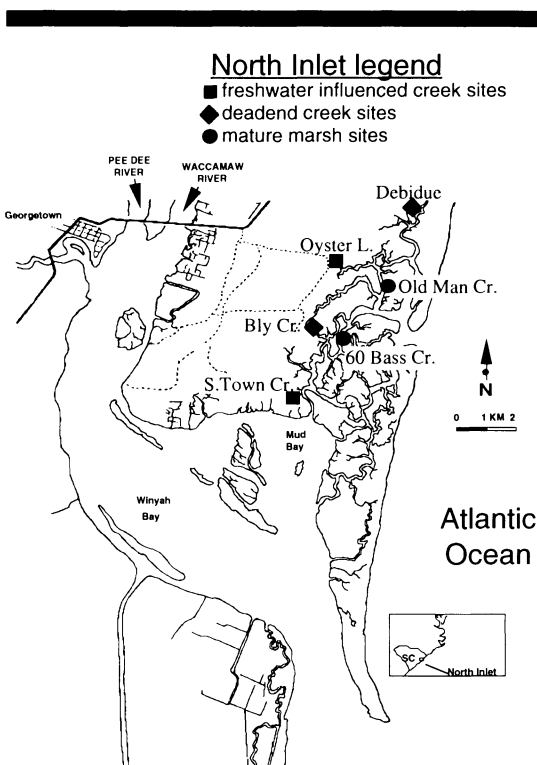 North Inlet legend
freshwater influenced creek sites
deadend creek sites
mature marsh sites
PEE DEE
RIVER
WACCAMAW
RIVER
Debidue
Georgetown
Oyster L.
Old Man Cr.
Bly Cr.
60 Bass Cr.
S.Town Cr.
N
0 1 KM 2
Mud
Bay
Winyah
Bay
Atlantic
Ocean
SC
North Inlet